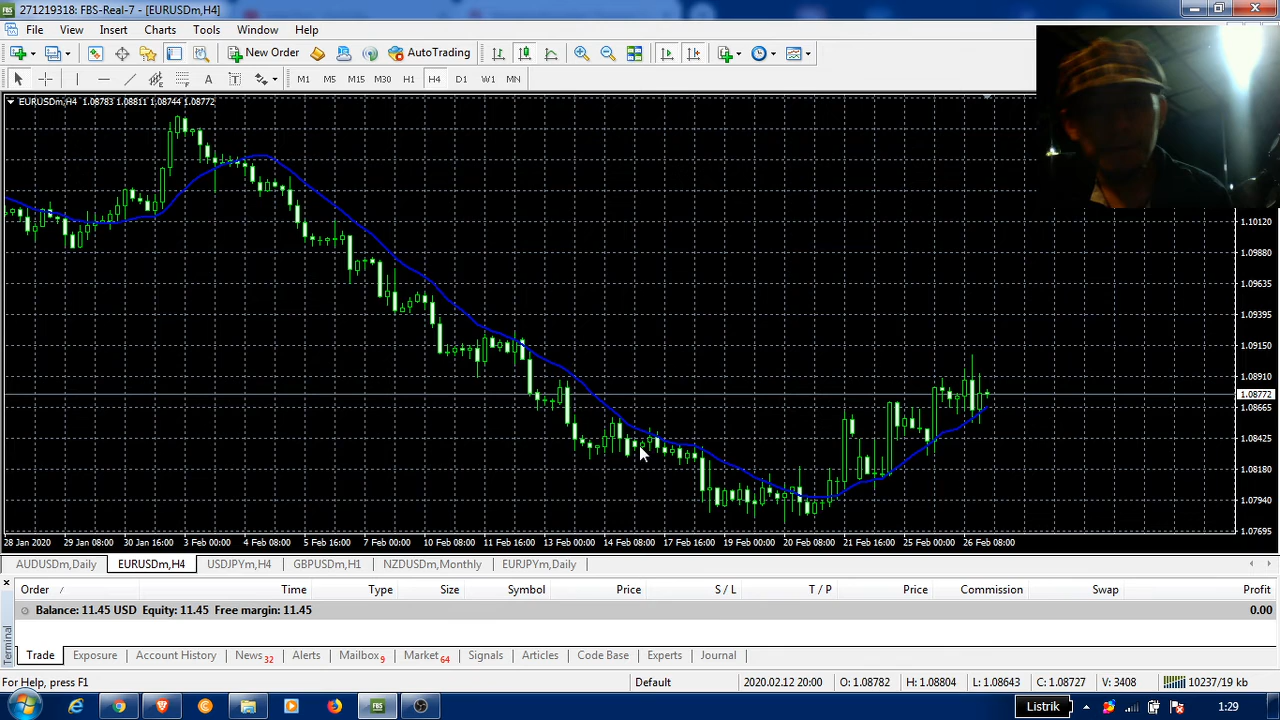 FBS 271219318: FBS-Real-7 - [EURUSDm,H4]
File View Insert Charts Tools Window Help
New Order AutoTrading
A T M1 M5 M15 M30 H1 H4 D1 W1 MN
EURUSDm,H4 1.08783 1.08811 1.08744 1.08772
1.10120
1.09880
1.09635
1.09395
1.09150
1.08910
1.08772
1.08665
1.08425
1.08180
1.07940
1.07695
28 Jan 2020 29 Jan 08:00 30 Jan 16:00 3 Feb 00:00 4 Feb 08:00 5 Feb 16:00 7 Feb 00:00 10 Feb 08:00 11 Feb 16:00 13 Feb 00:00 14 Feb 08:00 17 Feb 16:00 19 Feb 00:00 20 Feb 08:00 21 Feb 16:00 25 Feb 00:00 26 Feb 08:00
AUDUSDm,Daily EURUSDm,H4 USDJPYm,H4 GBPUSDm,H1 NZDUSDm,Monthly EURJPYm,Daily
Order / Time Type Size Symbol Price S / L T / P Price Commission Swap Profit
Balance: 11.45 USD Equity: 11.45 Free margin: 11.45 0.00
Terminal
Trade Exposure Account History News 32 Alerts Mailbox 9 Market 64 Signals Articles Code Base Experts Journal
For Help, press F1 Default 2020.02.12 20:00 O: 1.08782 H: 1.08804 L: 1.08643 C: 1.08727 V: 3408 10237/19 kb
FBS Listrik 1:29